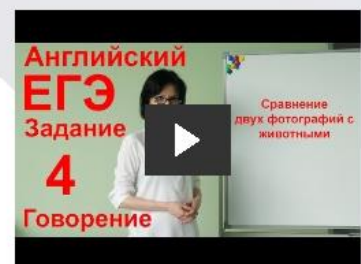 Английский
ЕГЭ
Задание
4
Говорение
Сравнение
двух фотографий с
животными